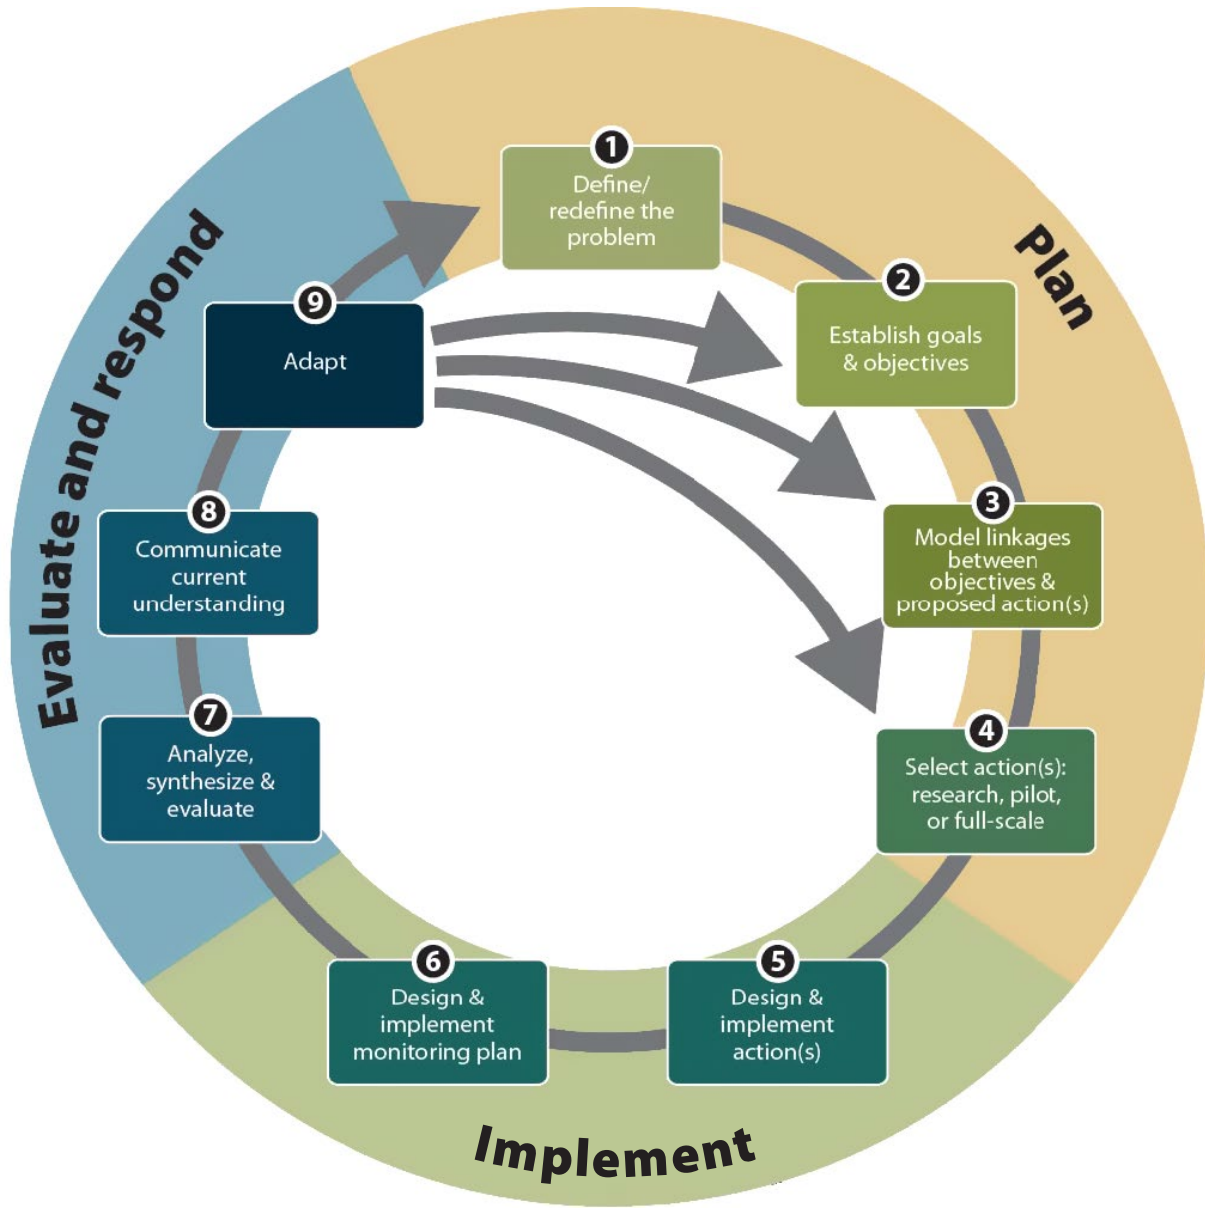 Plan
1
Define/
redefine the
problem
2
Establish goals
& objectives
3
Model linkages
between
objectives &
proposed action(s)
4
Select action(s):
research, pilot,
or full-scale
Implement
5
Design &
implement
action(s)
6
Design &
implement
monitoring plan
Evaluate and respond
7
Analyze,
synthesize &
evaluate
8
Communicate
current
understanding
9
Adapt